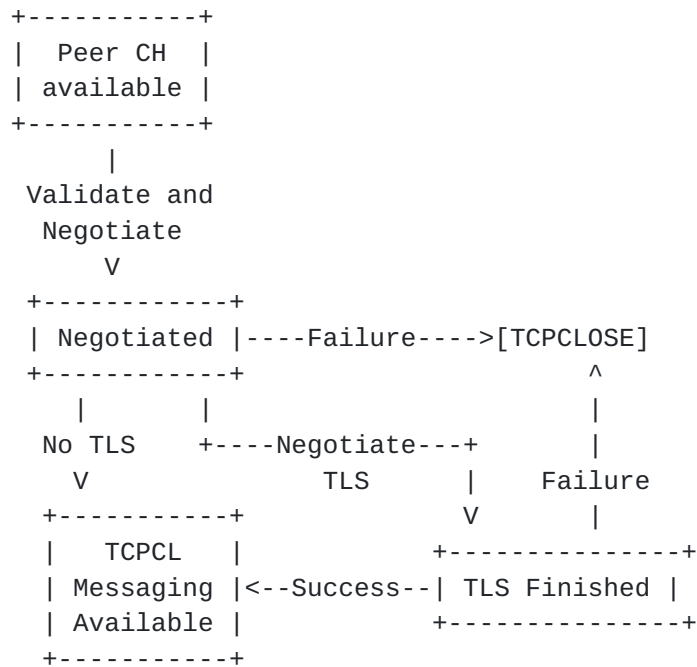 +-----------+
|  Peer CH  |
| available |
+-----------+
      |
 Validate and
  Negotiate
      V
 +------------+
 | Negotiated |----Failure---->[TCPCLOSE]
 +------------+                     ^
    |       |                       |
  No TLS    +----Negotiate---+      |
    V              TLS       |    Failure
  +-----------+              V      |
  |   TCPCL   |            +---------------+
  | Messaging |<--Success--| TLS Finished |
  | Available |            +---------------+
  +-----------+